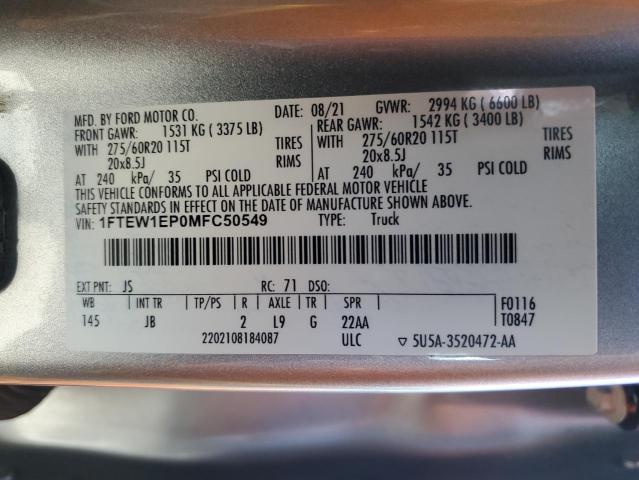 MFD. BY FORD MOTOR CO. DATE: 08/21 GVWR: 2994 KG ( 6600 LB)
FRONT GAWR: 1531 KG ( 3375 LB) REAR GAWR: 1542 KG ( 3400 LB)
WITH 275/60R20 115T TIRES WITH 275/60R20 115T TIRES
20x8.5J RIMS 20x8.5J RIMS
AT 240 kPa/ 35 PSI COLD AT 240 kPa/ 35 PSI COLD
THIS VEHICLE CONFORMS TO ALL APPLICABLE FEDERAL MOTOR VEHICLE
SAFETY STANDARDS IN EFFECT ON THE DATE OF MANUFACTURE SHOWN ABOVE.
VIN: 1FTEW1EP0MFC50549 TYPE: Truck
EXT PNT: JS RC: 71 DSO:
WB INT TR TP/PS R AXLE TR SPR F0116
145 JB 2 L9 G 22AA T0847
2202108184087 ULC ▽ 5U5A-3520472-AA